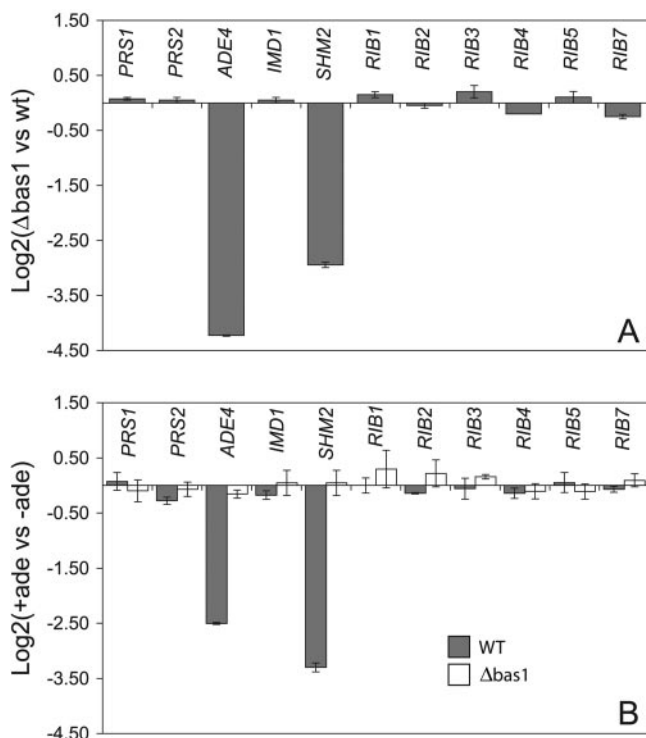 1.50
PRS1 PRS2 ADE4 IMD1 SHM2 RIB1 RIB2 RIB3 RIB4 RIB5 RIB7
0.50
-0.50
-1.50
-2.50
-3.50
-4.50
Log2(Δbas1 vs wt)
A
1.50
PRS1 PRS2 ADE4 IMD1 SHM2 RIB1 RIB2 RIB3 RIB4 RIB5 RIB7
0.50
-0.50
-1.50
-2.50
-3.50
-4.50
Log2(+ade vs -ade)
WT
Δbas1
B